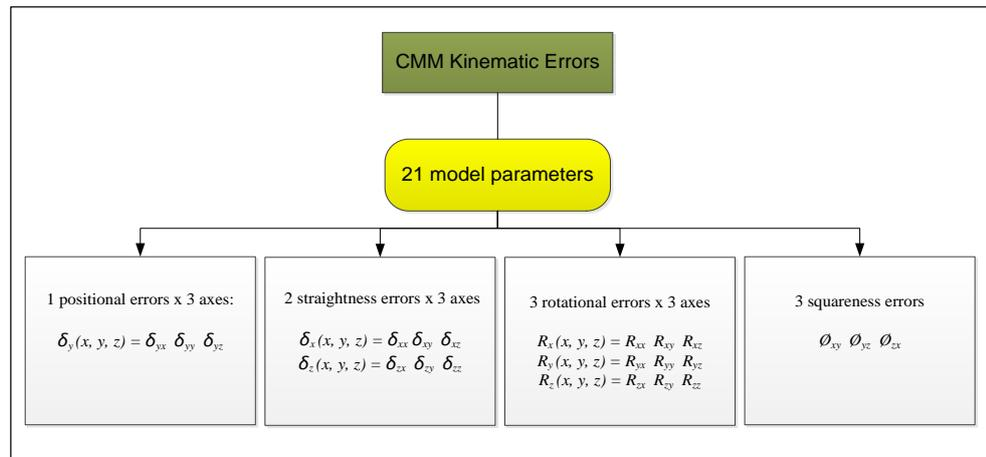 CMM Kinematic Errors
21 model parameters
1 positional errors x 3 axes:
δy(x, y, z) = δyx δyy δyz
2 straightness errors x 3 axes
δx(x, y, z) = δxx δxy δxz
δz(x, y, z) = δzx δzy δzz
3 rotational errors x 3 axes
Rx(x, y, z) = Rxx Rxy Rxz
Ry(x, y, z) = Ryx Ryy Ryz
Rz(x, y, z) = Rzx Rzy Rzz
3 squareness errors
Øxy Øyz Øzx